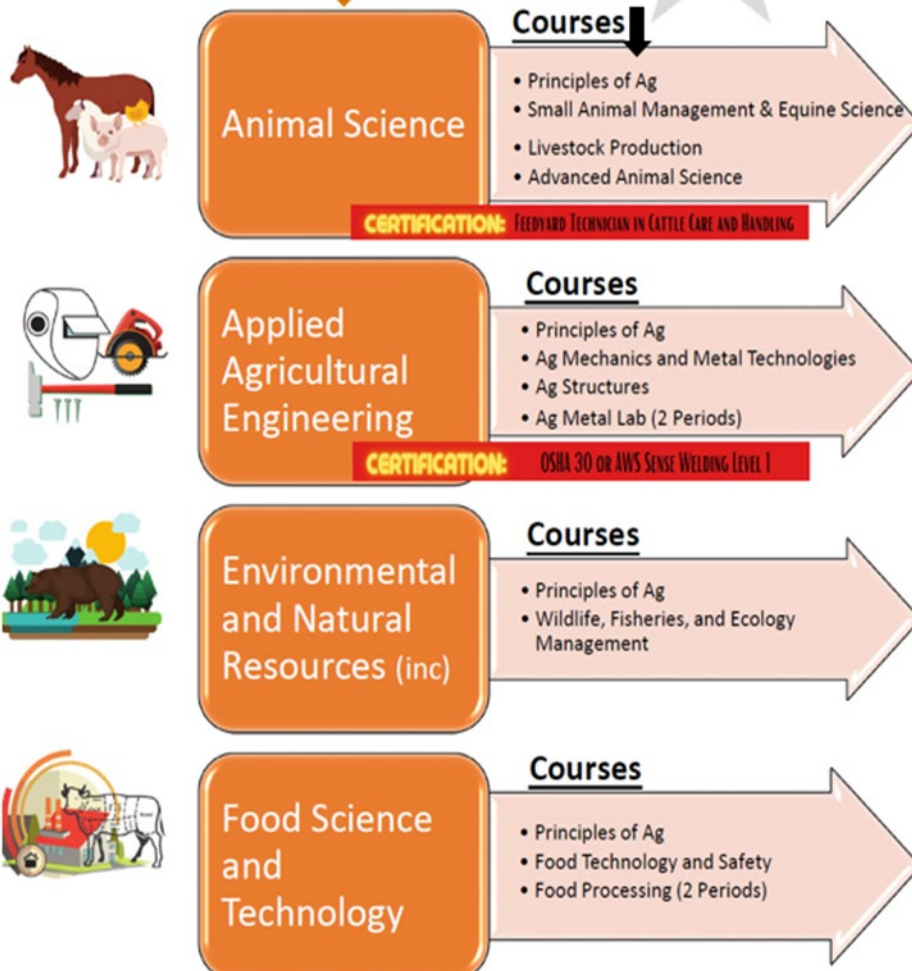 Courses
Animal Science
• Principles of Ag
• Small Animal Management & Equine Science
• Livestock Production
• Advanced Animal Science
CERTIFICATION: FEEDYARD TECHNICIAN IN CATTLE CARE AND HANDLING
Courses
Applied
Agricultural
Engineering
• Principles of Ag
• Ag Mechanics and Metal Technologies
• Ag Structures
• Ag Metal Lab (2 Periods)
CERTIFICATION: OSHA 30 OR AWS SENSE WELDING LEVEL 1
Courses
Environmental
and Natural
Resources (inc)
• Principles of Ag
• Wildlife, Fisheries, and Ecology
Management
Courses
Food Science
and
Technology
• Principles of Ag
• Food Technology and Safety
• Food Processing (2 Periods)